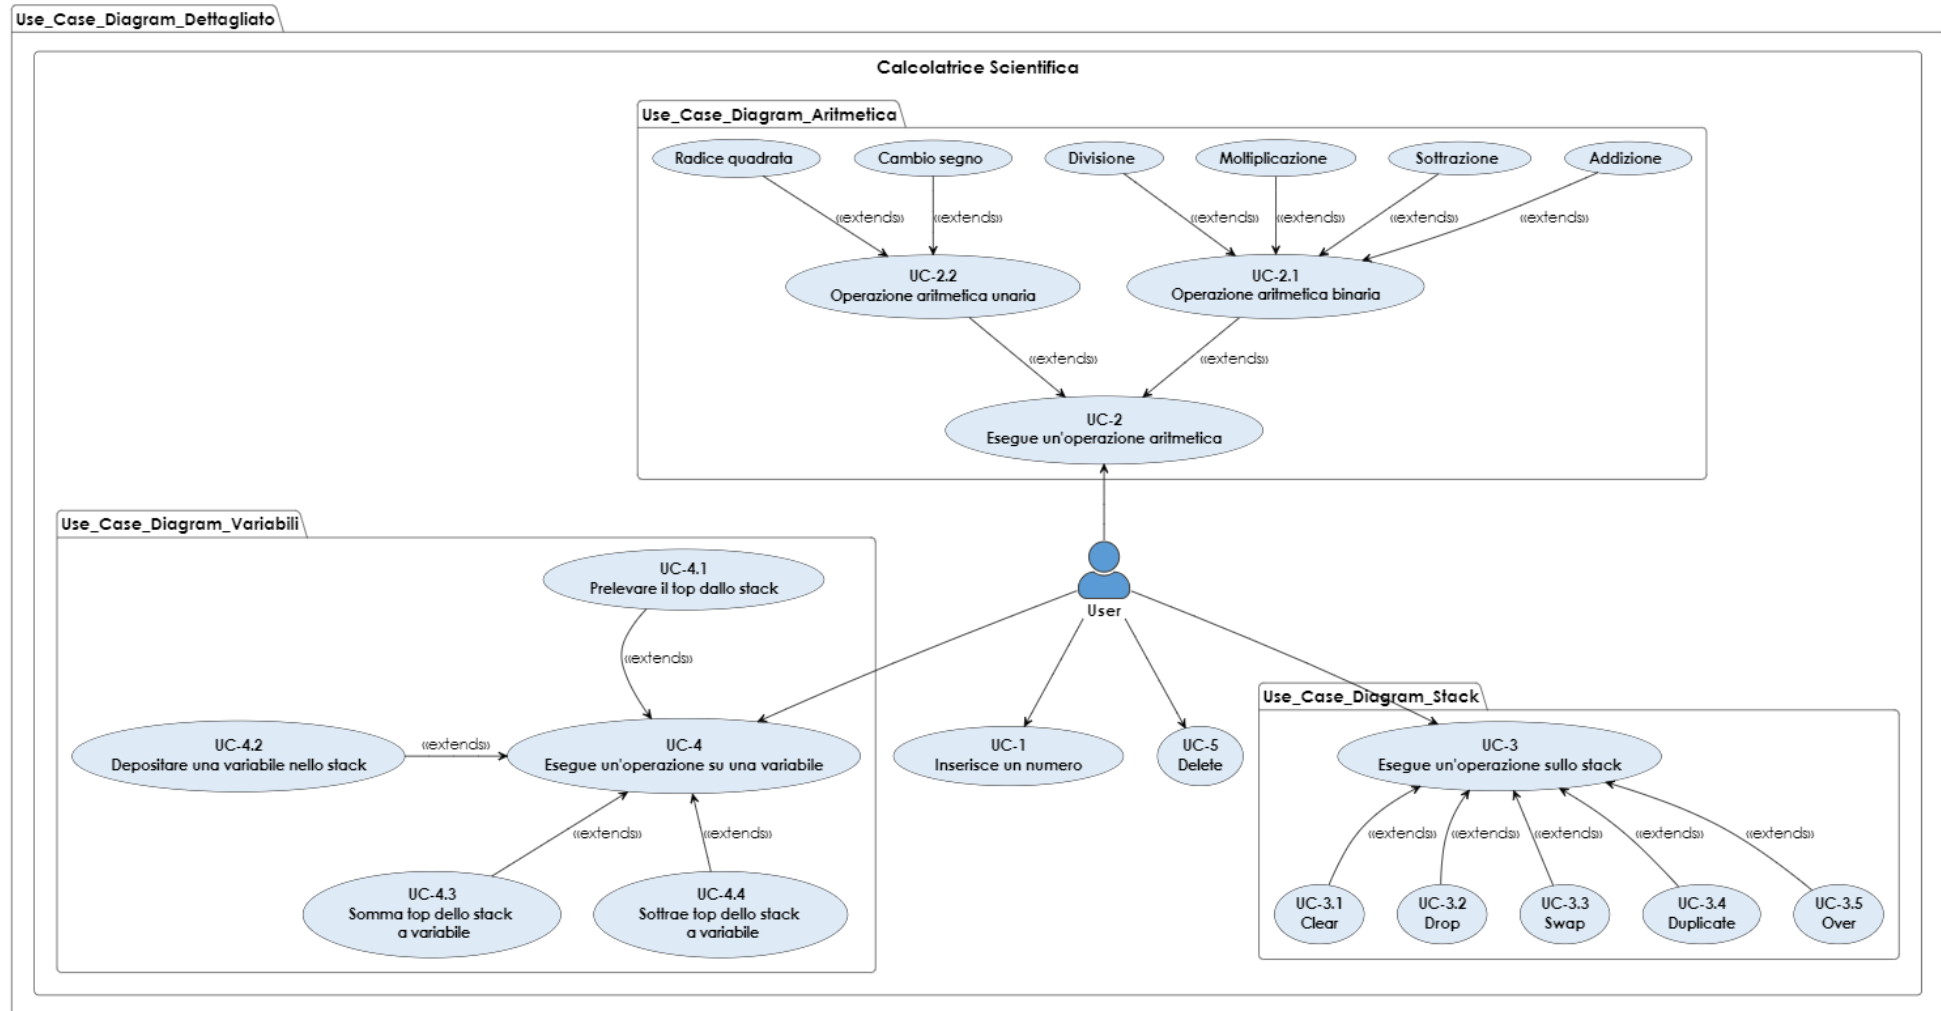 Use_Case_Diagram_Dettagliato
Calcolatrice Scientifica
Use_Case_Diagram_Aritmetica
Radice quadrata
Cambio segno
Divisione
Moltiplicazione
Sottrazione
Addizione
«extends»
«extends»
«extends»
«extends»
«extends»
«extends»
UC-2.2
Operazione aritmetica unaria
UC-2.1
Operazione aritmetica binaria
«extends»
«extends»
UC-2
Esegue un'operazione aritmetica
Use_Case_Diagram_Variabili
UC-4.1
Prelevare il top dallo stack
User
«extends»
Use_Case_Diagram_Stack
UC-4.2
Depositare una variabile nello stack
«extends»
UC-4
Esegue un'operazione su una variabile
UC-1
Inserisce un numero
UC-5
Delete
UC-3
Esegue un'operazione sullo stack
«extends»
«extends»
«extends»
«extends»
«extends»
«extends»
«extends»
UC-4.3
Somma top dello stack
a variabile
UC-4.4
Sottrae top dello stack
a variabile
UC-3.1
Clear
UC-3.2
Drop
UC-3.3
Swap
UC-3.4
Duplicate
UC-3.5
Over